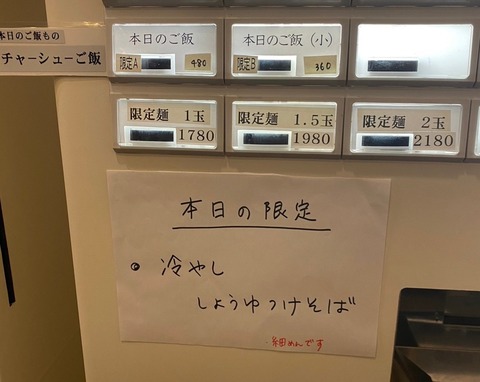 本日のご飯もの
チャーシューご飯
本日のご飯
限定A 480
本日のご飯(小)
限定B 360
限定麺 1玉
1780
限定麺 1.5玉
1980
限定麺 2玉
2180
本日の限定
冷やし
しょうゆつけそば
細めんです